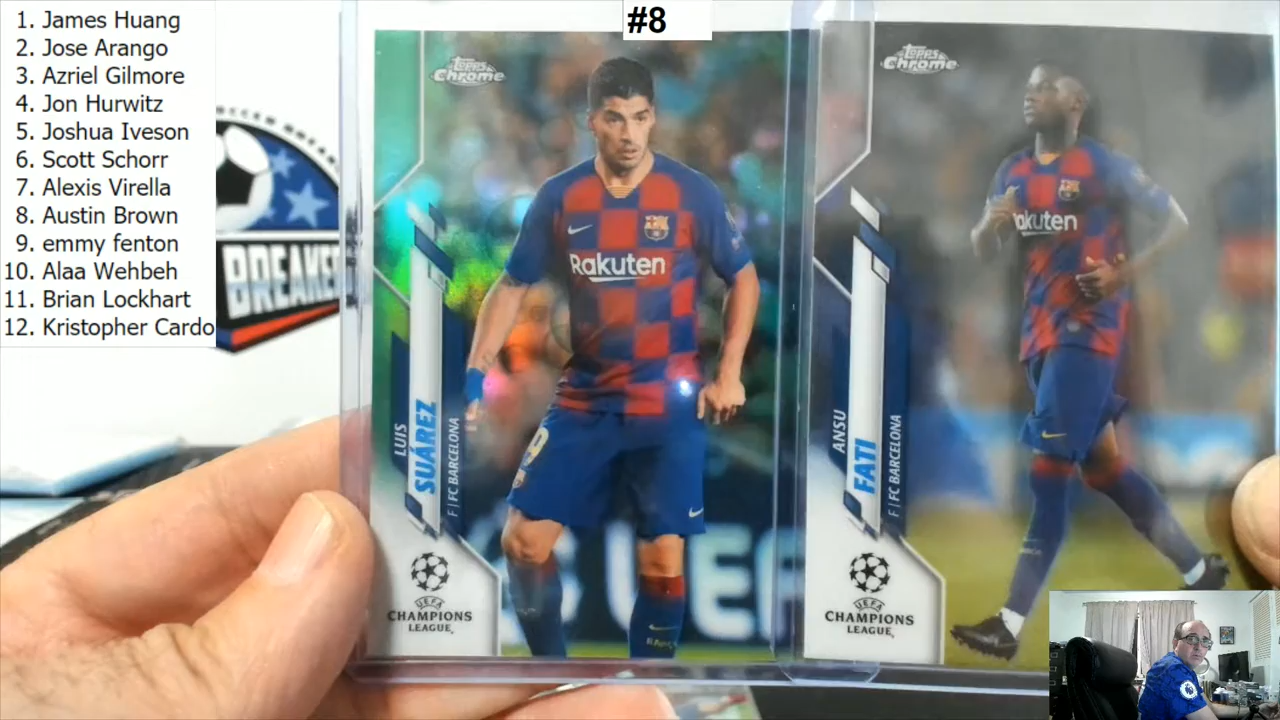 1. James Huang
2. Jose Arango
3. Azriel Gilmore
4. Jon Hurwitz
5. Joshua Iveson
6. Scott Schorr
7. Alexis Virella
8. Austin Brown
9. emmy fenton
10. Alaa Wehbeh
11. Brian Lockhart
12. Kristopher Cardo
#8
BREAKE
Topps
Chrome
Rakuten
LUIS
SUÁREZ
F | FC BARCELONA
UEFA
CHAMPIONS
LEAGUE
Topps
Chrome
Rakuten
ANSU
FATI
F | FC BARCELONA
UEFA
CHAMPIONS
LEAGUE